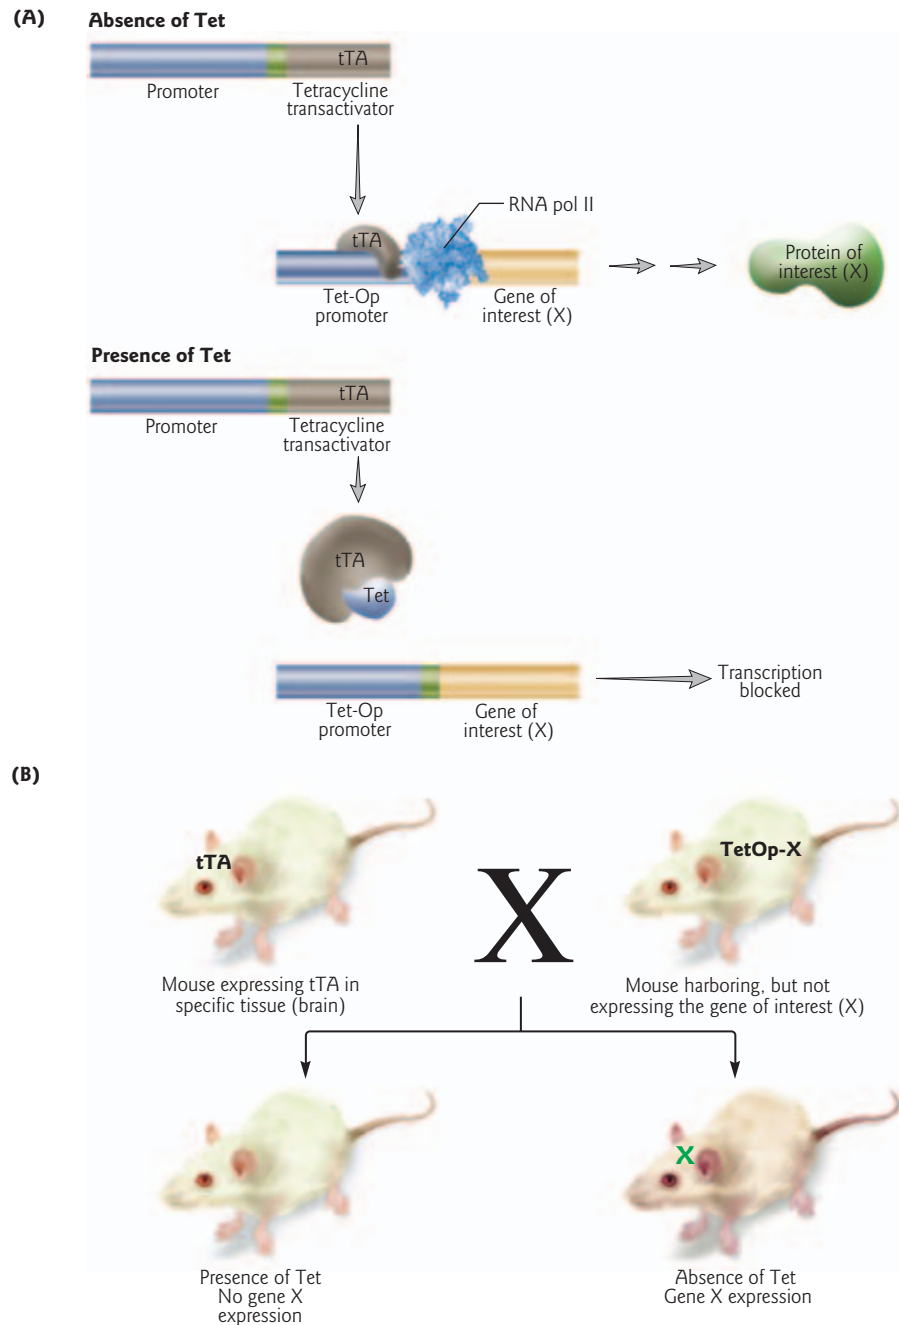 (A)
Absence of Tet
tTA
Promoter
Tetracycline
transactivator
RNA pol II
tTA
Protein of
interest (X)
Tet-Op
promoter
Gene of
interest (X)
Presence of Tet
tTA
Promoter
Tetracycline
transactivator
tTA
Tet
Transcription
blocked
Tet-Op
promoter
Gene of
interest (X)
(B)
tTA
X
TetOp-X
Mouse expressing tTA in
specific tissue (brain)
Mouse harboring, but not
expressing the gene of interest (X)
X
Presence of Tet
No gene X
expression
Absence of Tet
Gene X expression